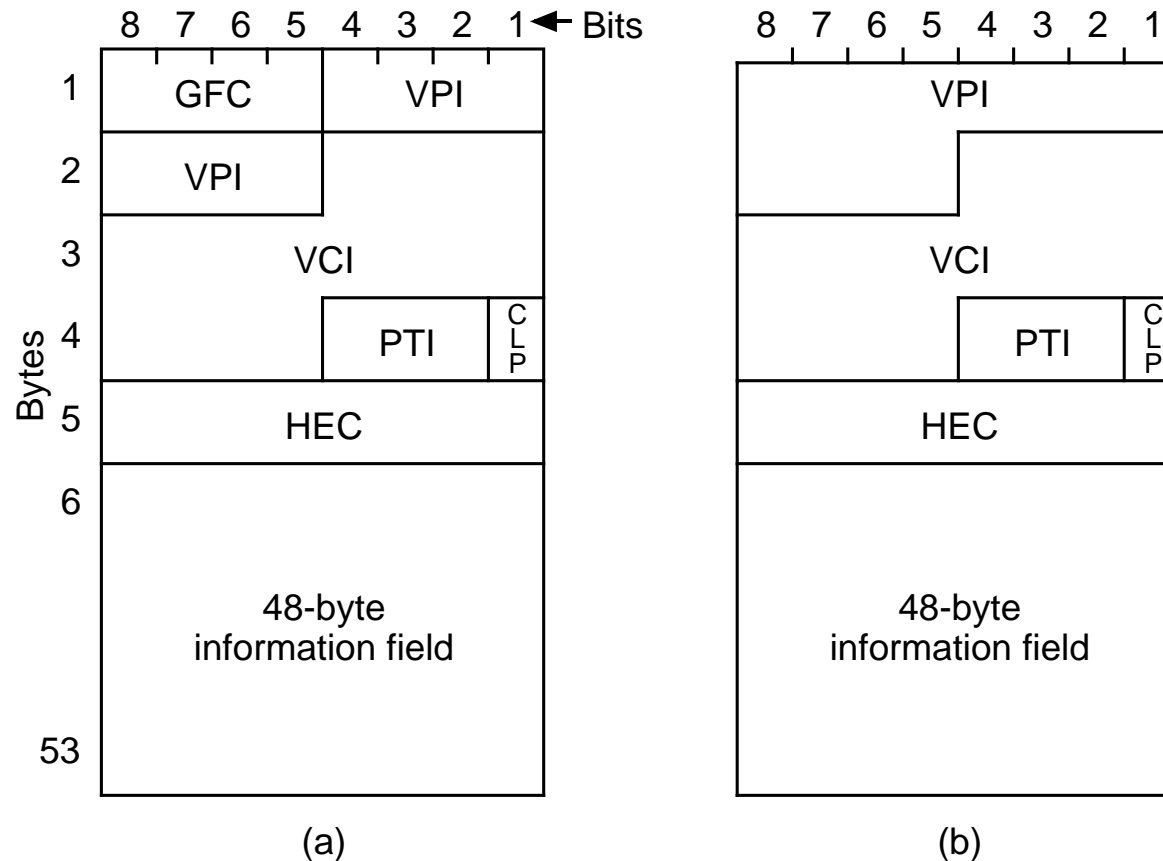 8 7 6 5 4 3 2 1 Bits
1 GFC VPI
2 VPI
3 VCI
Bytes
4 PTI CLP
5 HEC
6
48-byte
information field
53
(a)
8 7 6 5 4 3 2 1
VPI
VCI
PTI CLP
HEC
48-byte
information field
(b)